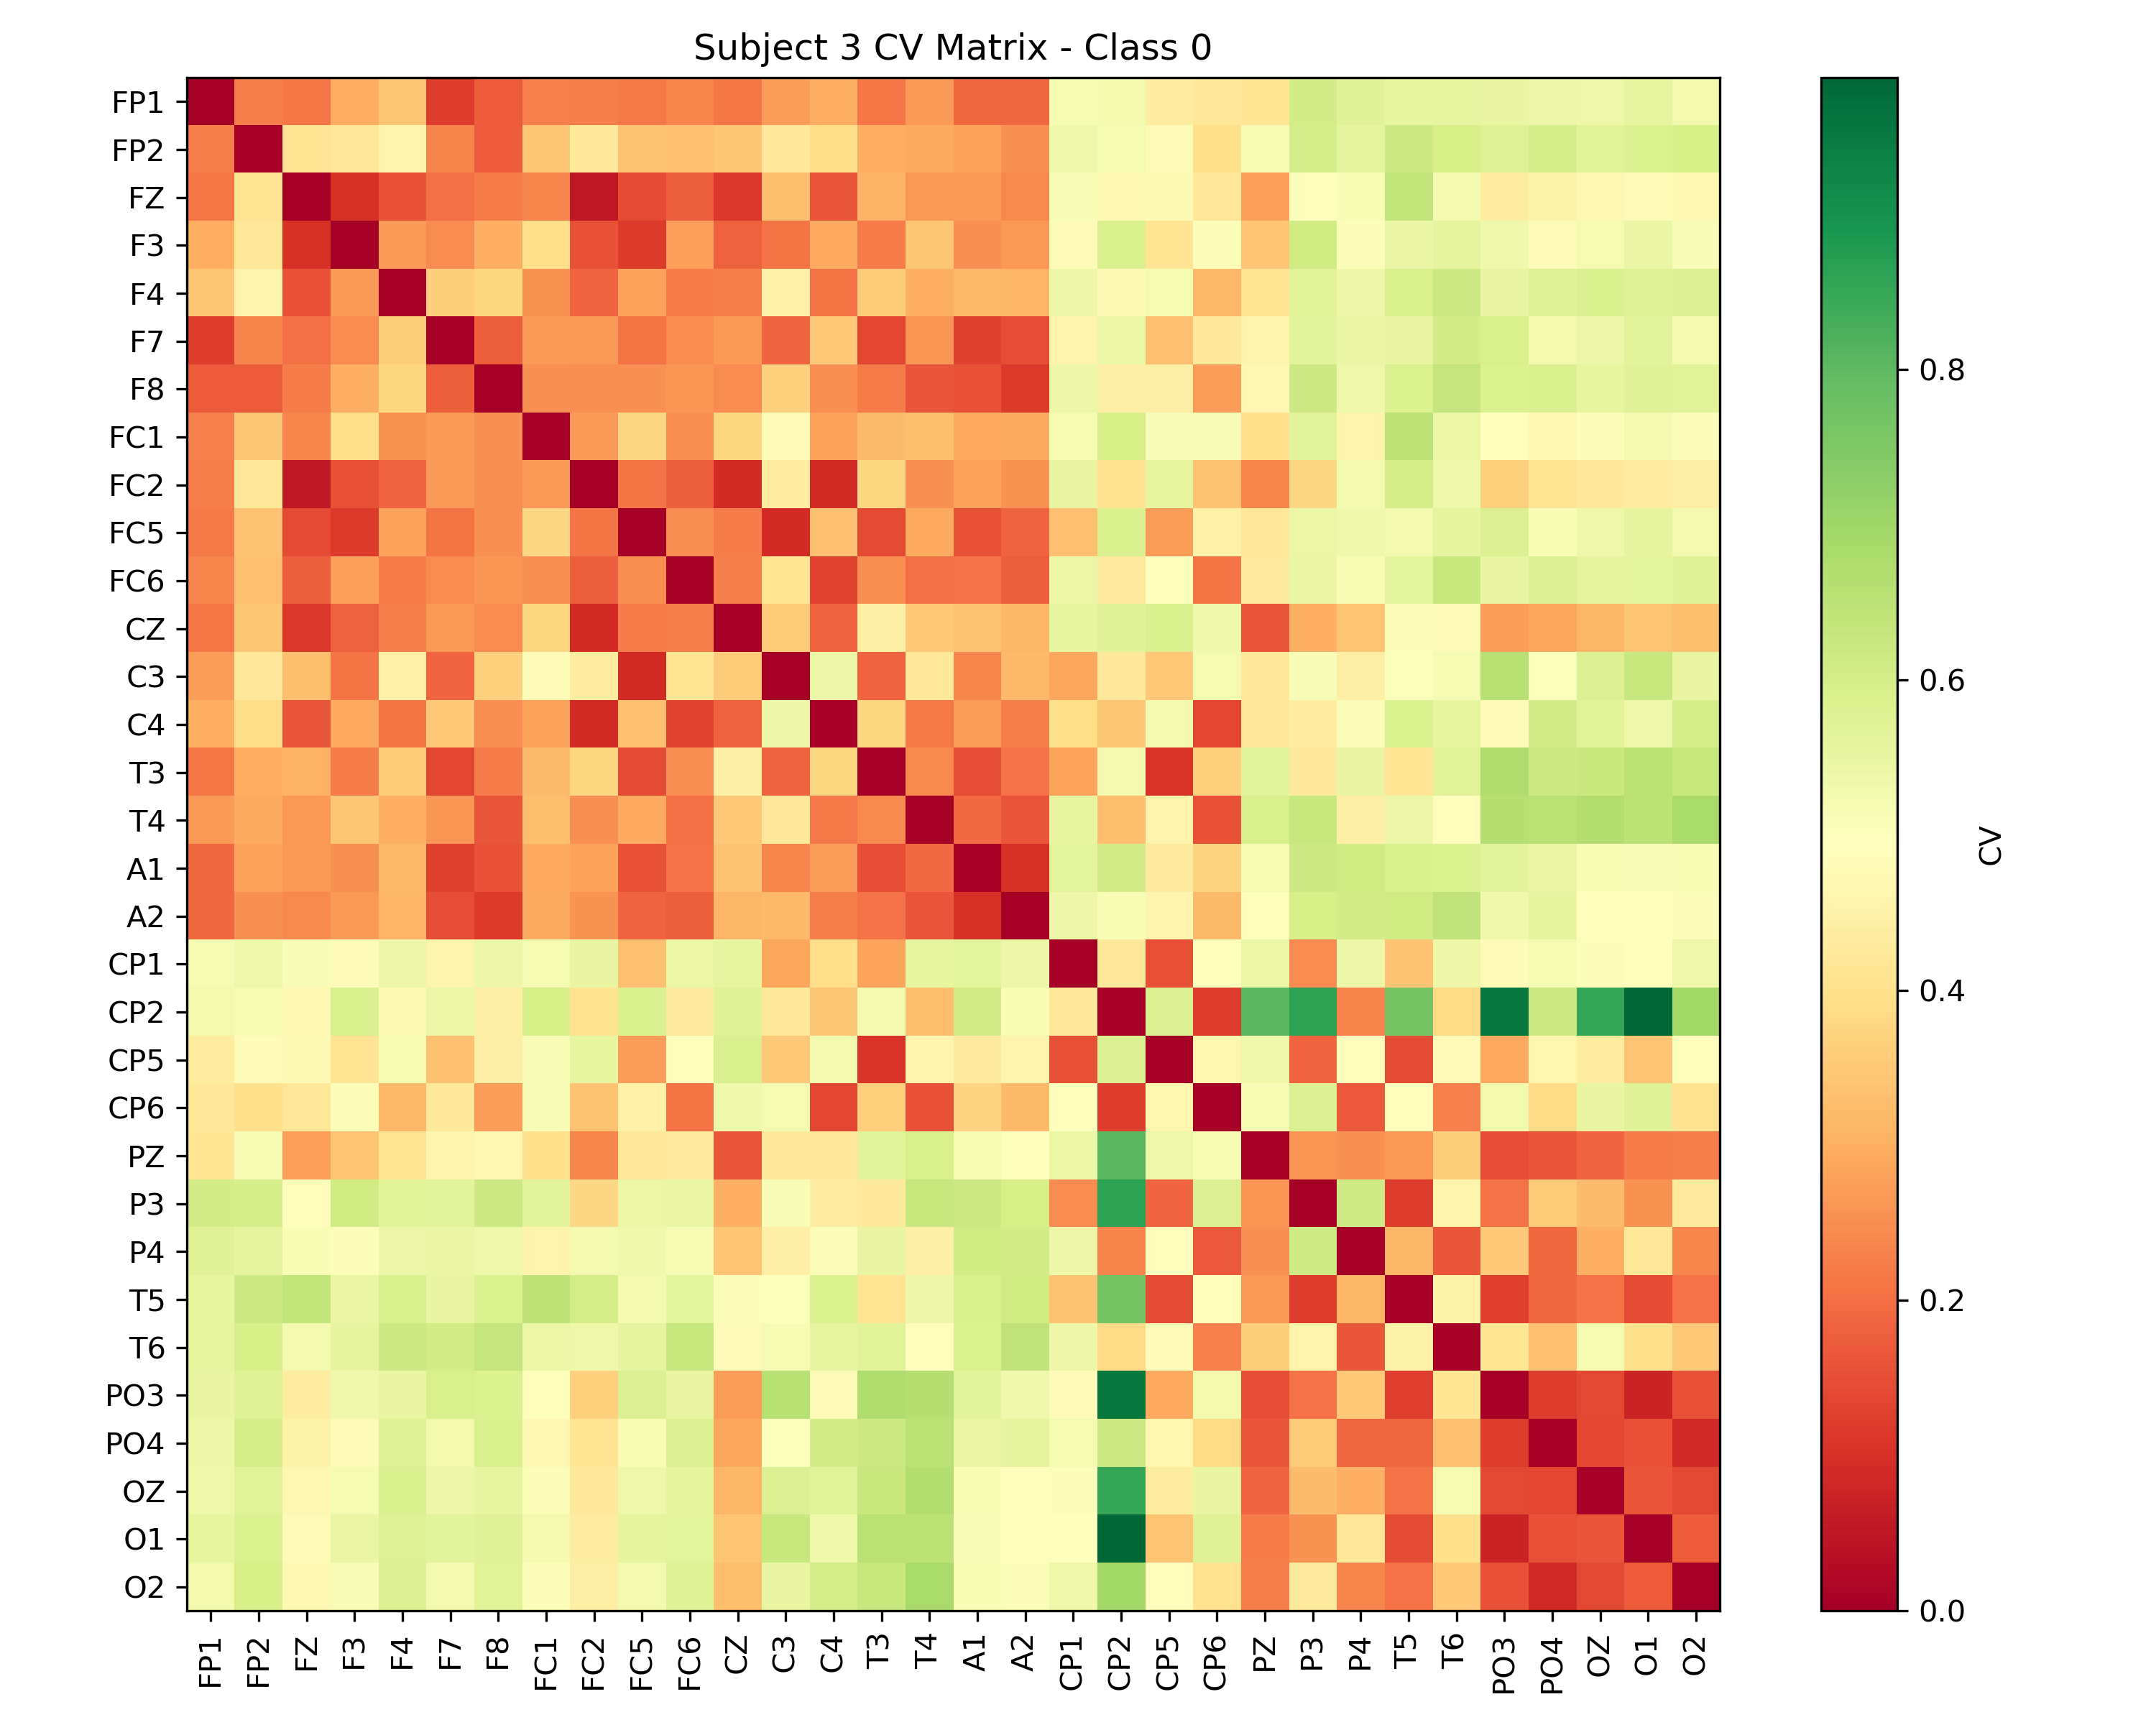 Subject 3 CV Matrix - Class 0
FP1
FP2
FZ
F3
F4
F7
F8
FC1
FC2
FC5
FC6
CZ
C3
C4
T3
T4
A1
A2
CP1
CP2
CP5
CP6
PZ
P3
P4
T5
T6
PO3
PO4
OZ
O1
O2
FP1 FP2 FZ F3 F4 F7 F8 FC1 FC2 FC5 FC6 CZ C3 C4 T3 T4 A1 A2 CP1 CP2 CP5 CP6 PZ P3 P4 T5 T6 PO3 PO4 OZ O1 O2
0.8
0.6
0.4
0.2
0.0
CV